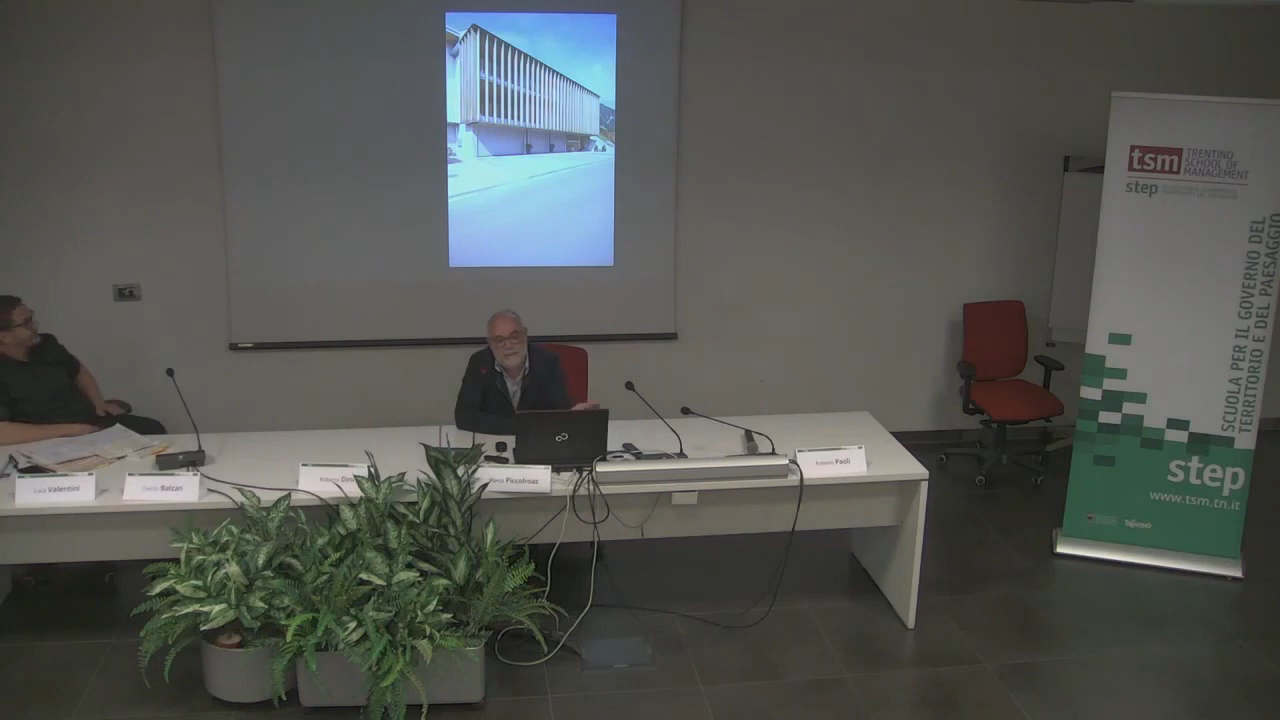 tsm TRENTINO
SCHOOL OF
MANAGEMENT
step
SCUOLA PER IL GOVERNO DEL
TERRITORIO E DEL PAESAGGIO
step
www.tsm.tn.it
Valentini
Balzan
Piccolroaz
Roberto Paoli